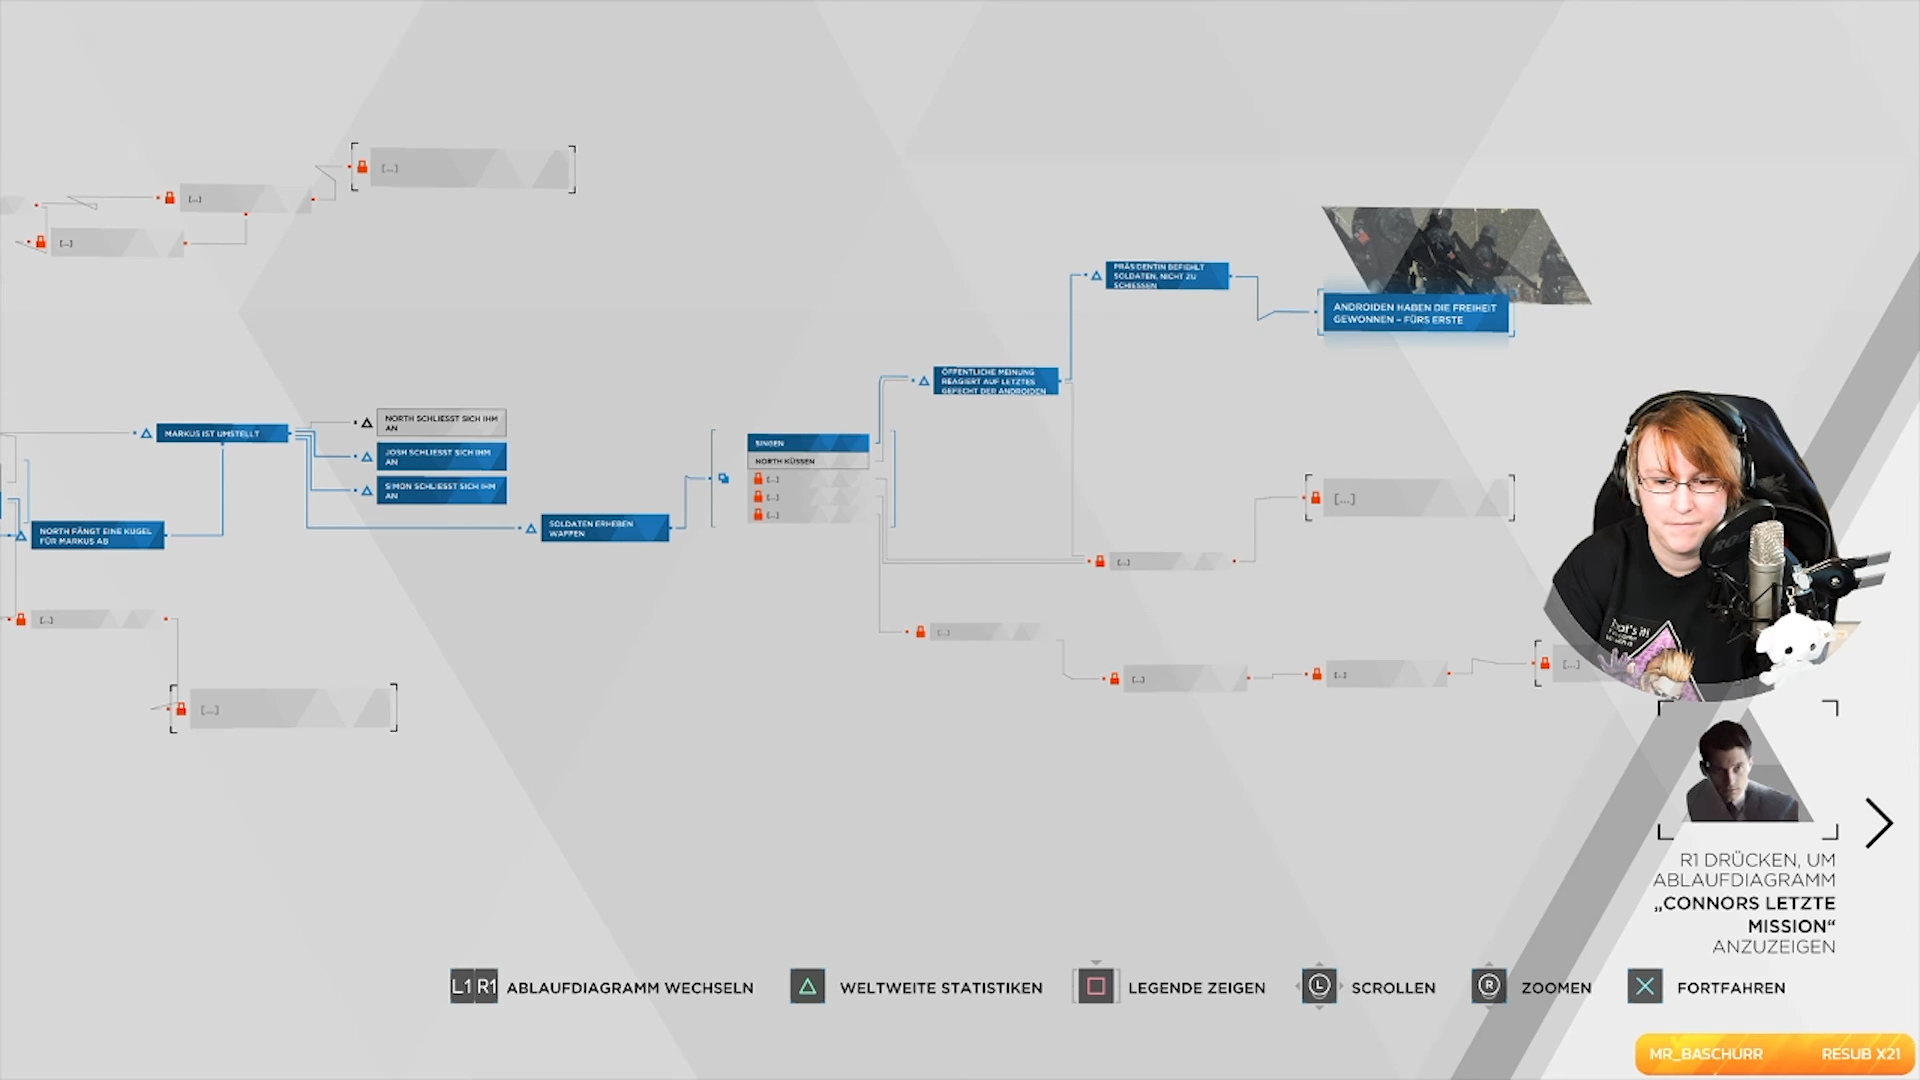 [...]
[...]
[...]
PRÄSIDENTIN BEFIEHLT
SOLDATEN, NICHT ZU
SCHIESSEN
ANDROIDEN HABEN DIE FREIHEIT
GEWONNEN – FÜRS ERSTE
ÖFFENTLICHE MEINUNG
REAGIERT AUF LETZTES
GEFECHT DER ANDROIDEN
MARKUS IST UMSTELLT
NORTH SCHLIESST SICH IHM
AN
JOSH SCHLIESST SICH IHM
AN
SIMON SCHLIESST SICH IHM
AN
SINGEN
NORTH KÜSSEN
[...]
[...]
[...]
[...]
NORTH FÄNGT EINE KUGEL
FÜR MARKUS AB
SOLDATEN ERHEBEN
WAFFEN
[...]
[...]
[...]
[...]
[...]
[...]
[...]
that's it!
RODE
R1 DRÜCKEN, UM
ABLAUFDIAGRAMM
„CONNORS LETZTE
MISSION“
ANZUZEIGEN
L1 R1 ABLAUFDIAGRAMM WECHSELN
WELTWEITE STATISTIKEN
LEGENDE ZEIGEN
L SCROLLEN
R ZOOMEN
FORTFAHREN
MR_BASCHURR RESUB X21